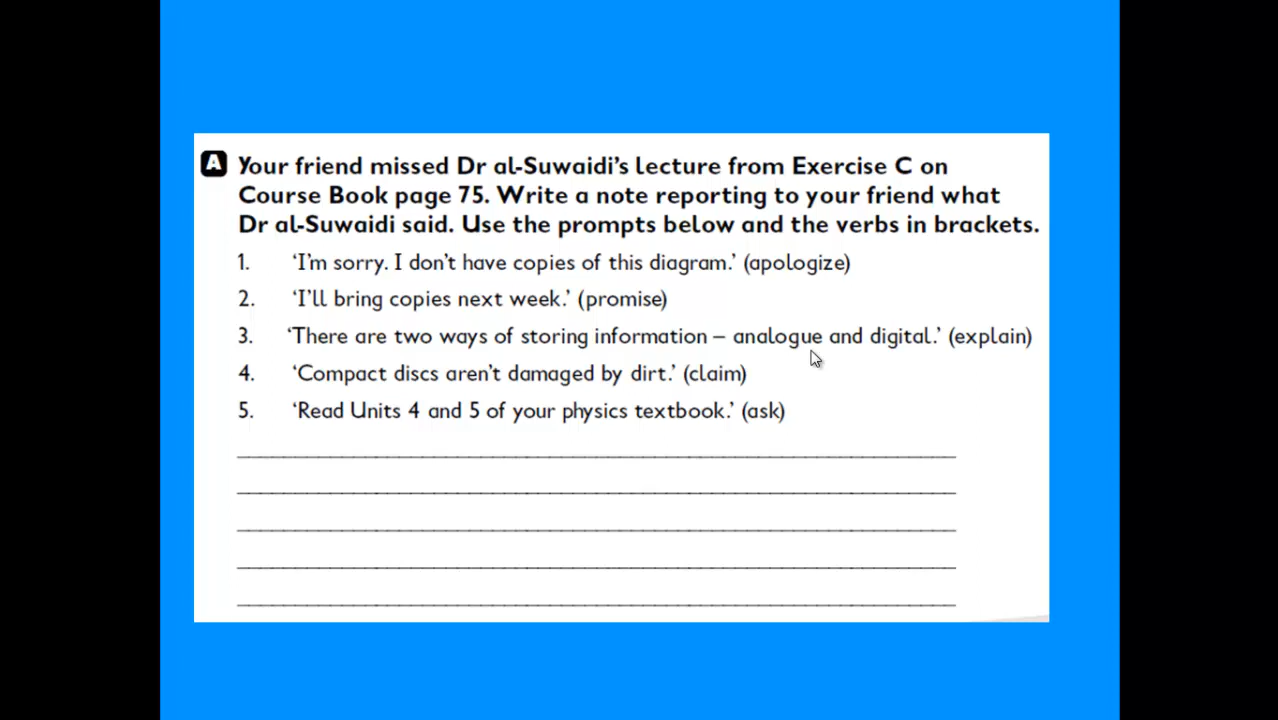 A Your friend missed Dr al-Suwaidi's lecture from Exercise C on
Course Book page 75. Write a note reporting to your friend what
Dr al-Suwaidi said. Use the prompts below and the verbs in brackets.
1. ‘I'm sorry. I don't have copies of this diagram.’ (apologize)
2. ‘I'll bring copies next week.’ (promise)
3. ‘There are two ways of storing information – analogue and digital.’ (explain)
4. ‘Compact discs aren't damaged by dirt.’ (claim)
5. ‘Read Units 4 and 5 of your physics textbook.’ (ask)